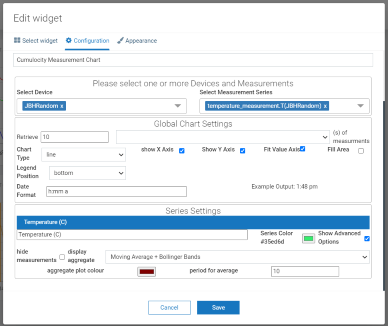 Edit widget
Select widget Configuration Appearance
Cumulocity Measurement Chart
Please select one or more Devices and Measurements
Select Device Select Measurement Series
JBHRandom x temperature_measurement.T(JBHRandom) x
Global Chart Settings
Retrieve 10 (s) of measurments
Chart Type line show X Axis Show Y Axis Fit Value Axis Fill Area
Legend Position bottom
Date Format h:mm a Example Output: 1:48 pm
Series Settings
Temperature (C)
Temperature (C) Series Color #35ed6d Show Advanced Options
hide measurements display aggregate Moving Average + Bollinger Bands
aggregate plot colour period for average 10
Cancel Save